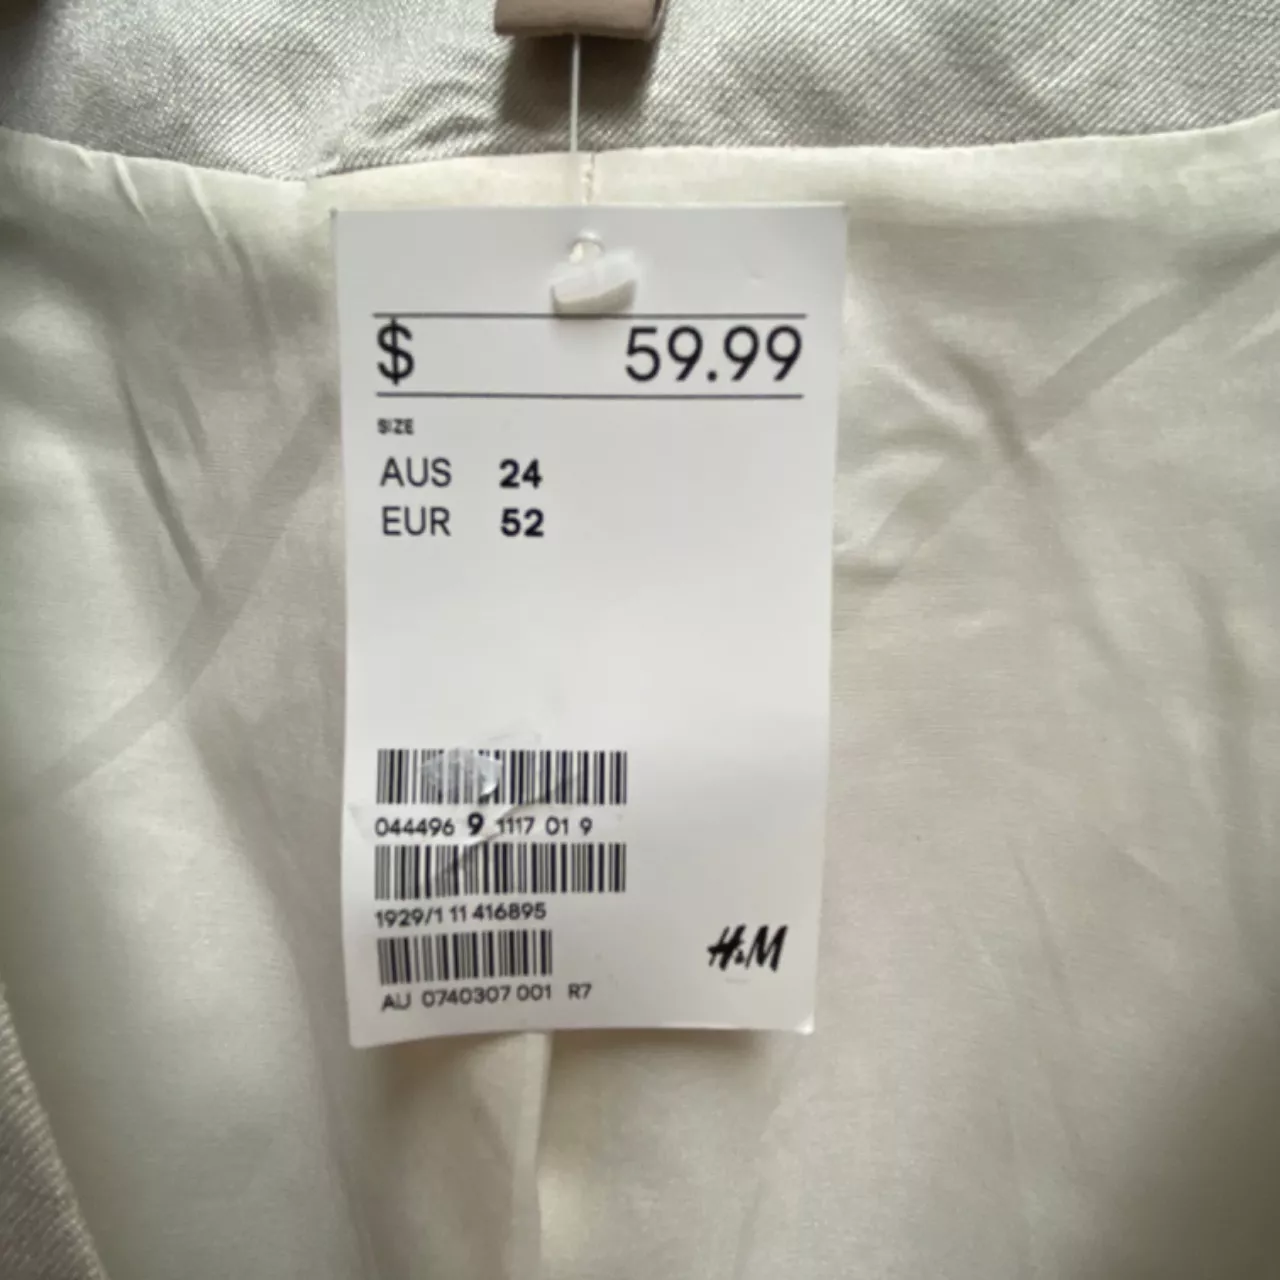 $ 59.99
SIZE
AUS 24
EUR 52
044496 9 1117 01 9
1929/1 11 416895
H&M
AU 0740307 001 R7